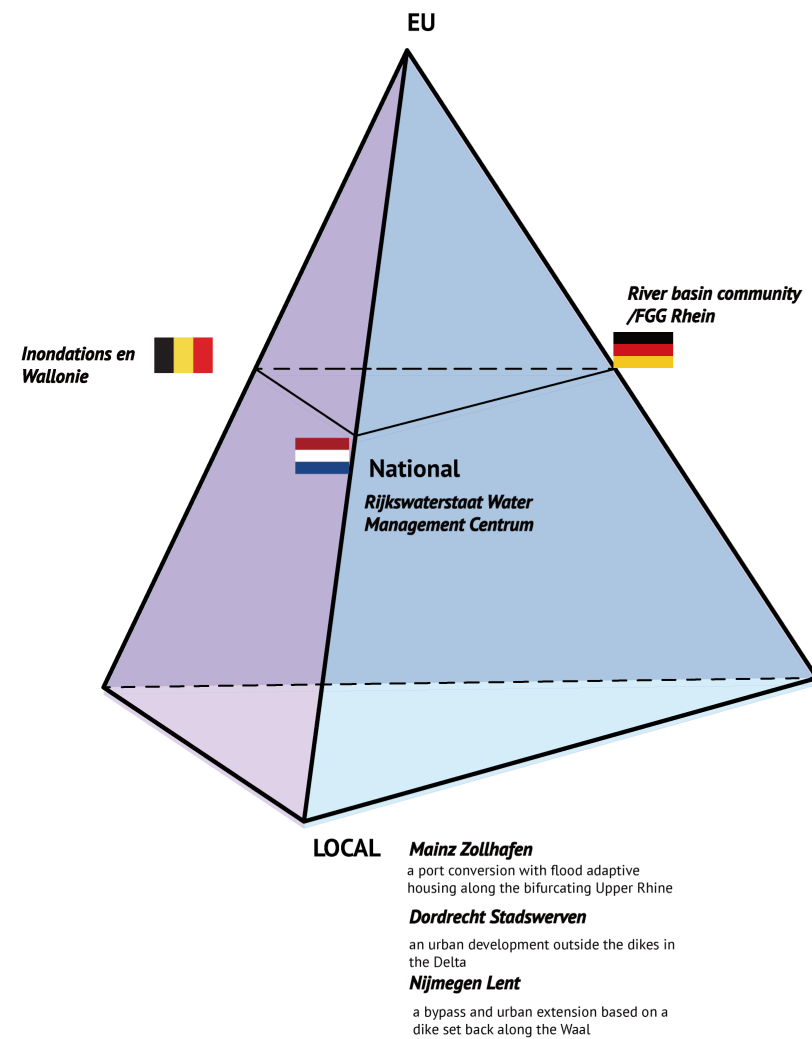 EU
River basin community
/FGG Rhein
Inondations en
Wallonie
National
Rijkswaterstaat Water
Management Centrum
LOCAL
Mainz Zollhafen
a port conversion with flood adaptive
housing along the bifurcating Upper Rhine
Dordrecht Stadswerven
an urban development outside the dikes in
the Delta
Nijmegen Lent
a bypass and urban extension based on a
dike set back along the Waal